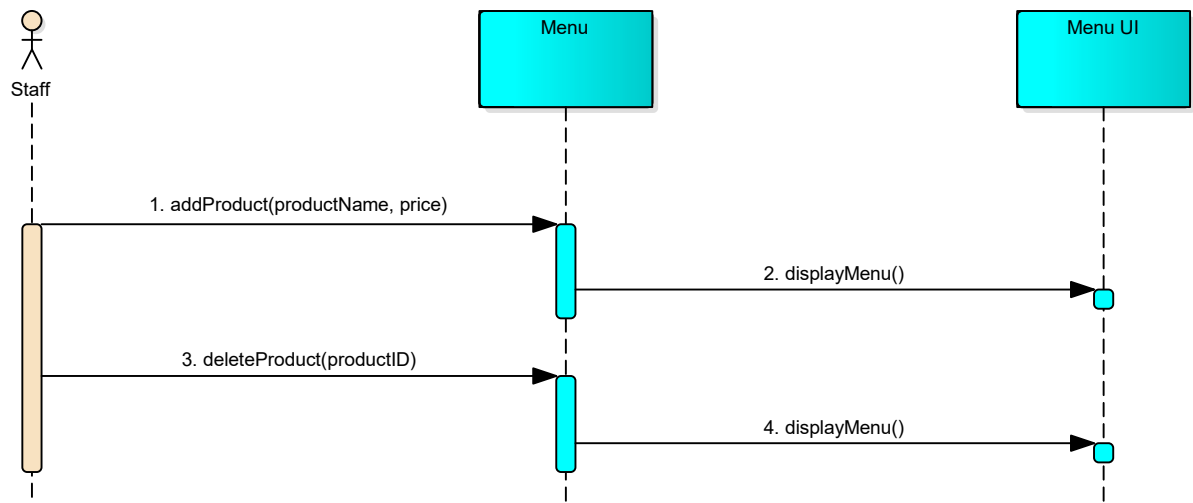 Menu
Menu UI
Staff
1. addProduct(productName, price)
2. displayMenu()
3. deleteProduct(productID)
4. displayMenu()